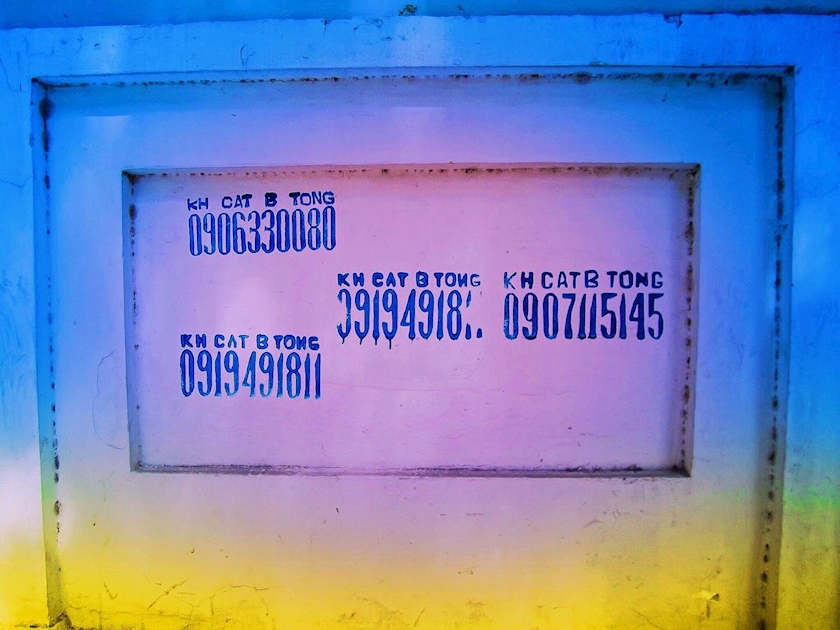 KH CAT B TONG
0906330080
KH CAT B TONG
KH CAT B TONG
0907115145
KH CAT B TONG
0919491811